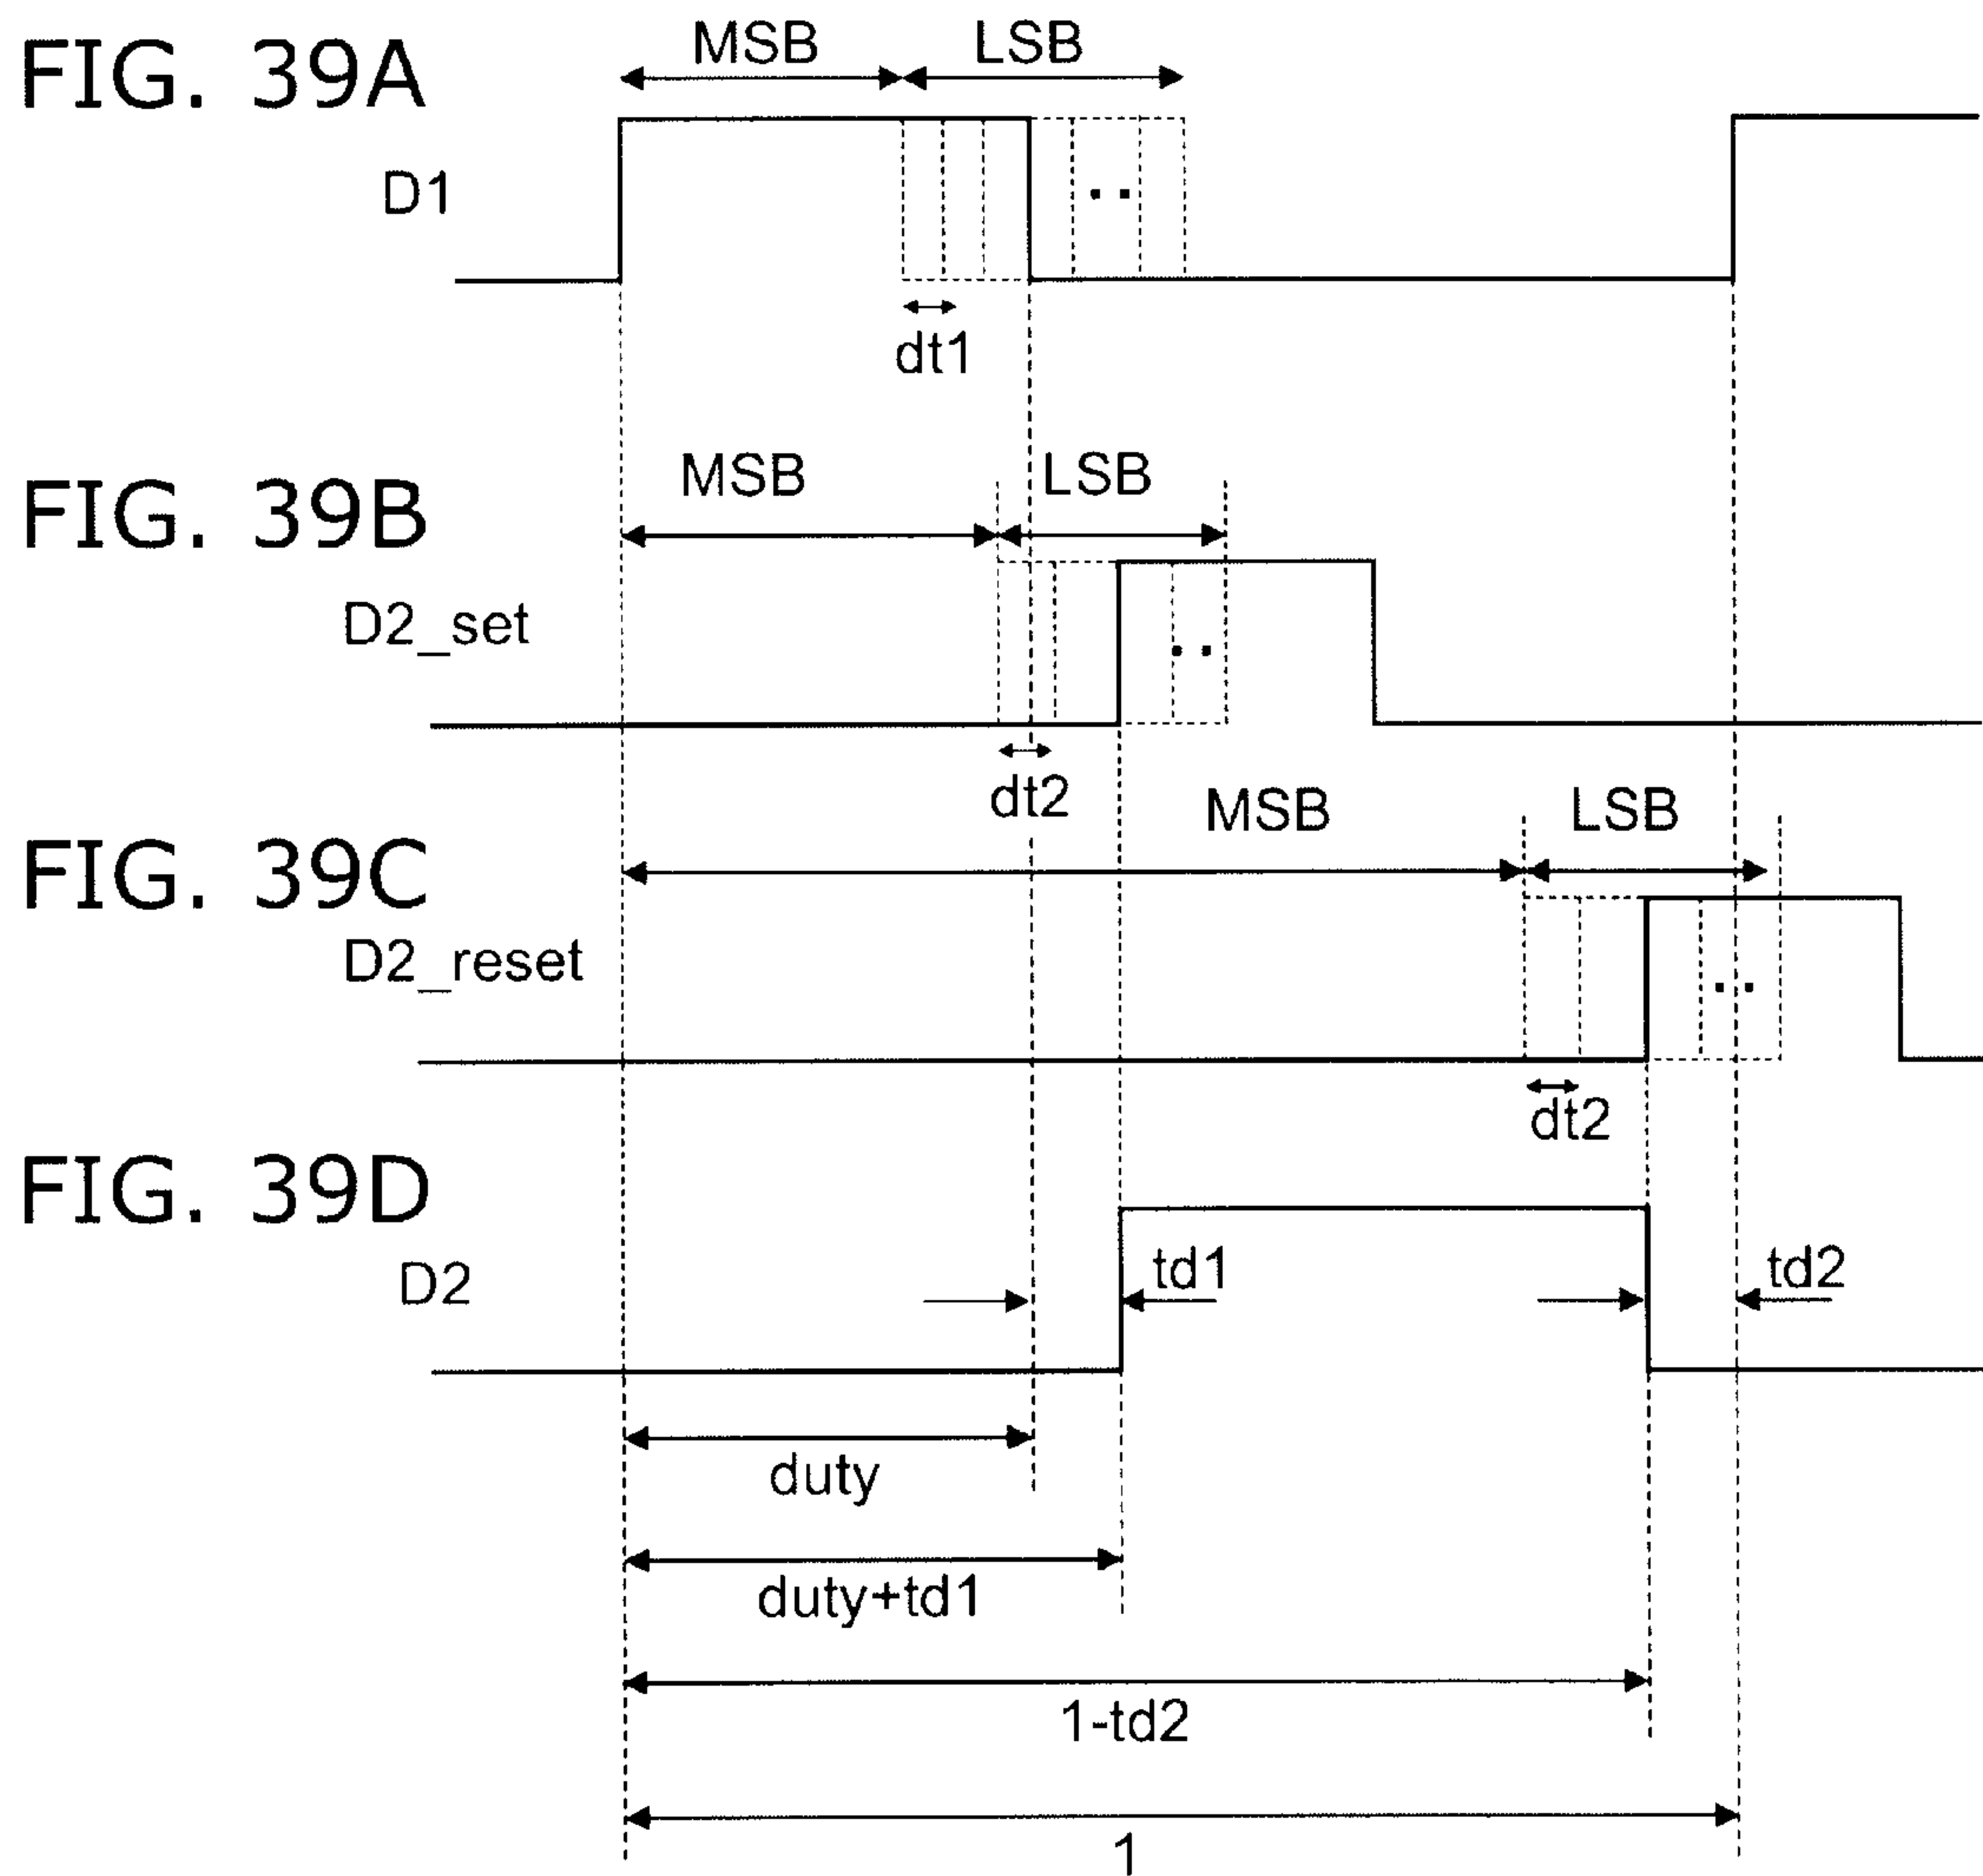 FIG. 39A
MSB LSB
D1
..
dt1
FIG. 39B
MSB LSB
D2_set
..
dt2
FIG. 39C
MSB LSB
D2_reset
..
dt2
FIG. 39D
D2
td1 td2
duty
duty+td1
1-td2
1